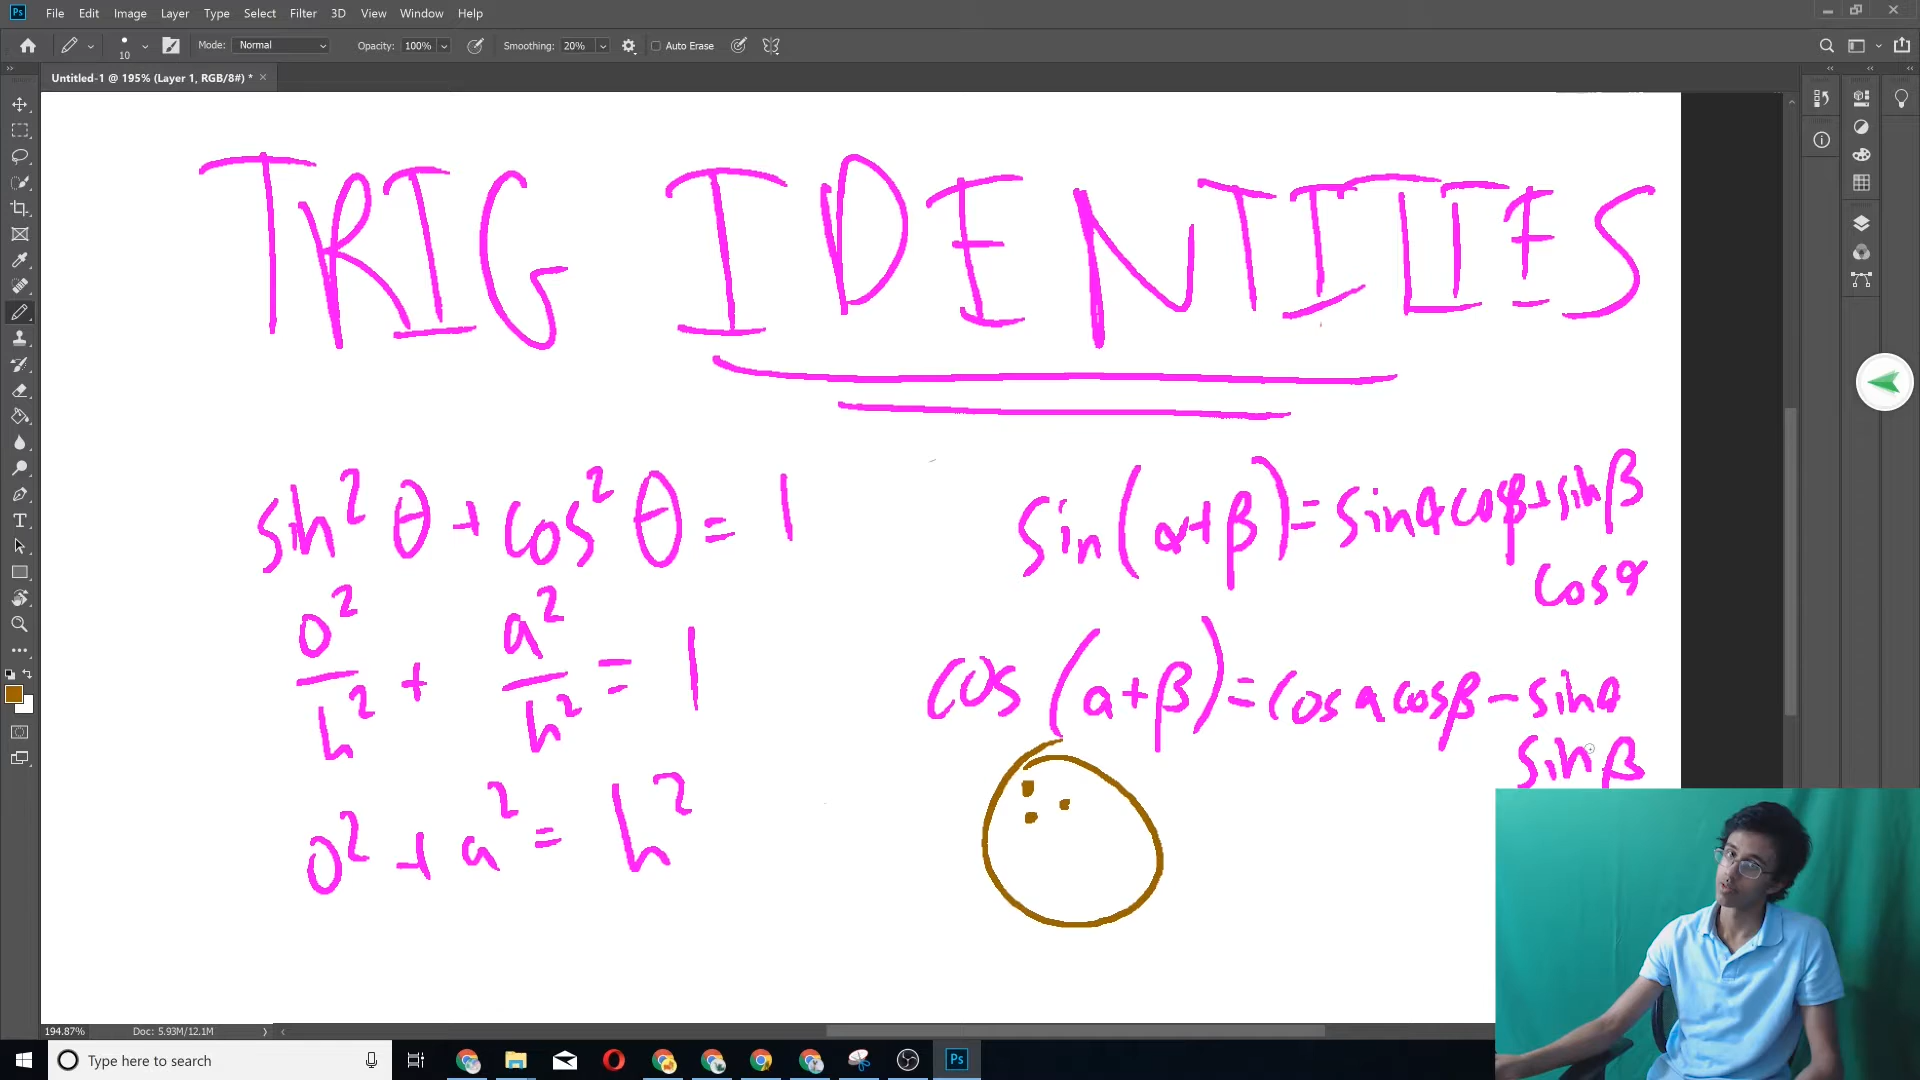 File Edit Image Layer Type Select Filter 3D View Window Help
10 Mode: Normal Opacity: 100% Smoothing: 20% Auto Erase
Untitled-1 @ 195% (Layer 1, RGB/8#) *
TRIG IDENTITIES
sin² θ + cos² θ = 1
o²/h² + a²/h² = 1
o² + a² = h²
sin(α+β) = sinα cosβ + sinβ
cosα
cos(α+β) = cosα cosβ − sinα
sinβ
194.87% Doc: 5.93M/12.1M
Type here to search
Ps